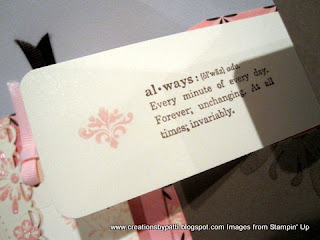 al•ways: (ôl'wāz) adv.
Every minute of every day.
Forever, unchanging. At all
times; invariably.
www.creationsbypatti.blogspot.com Images from Stampin' Up